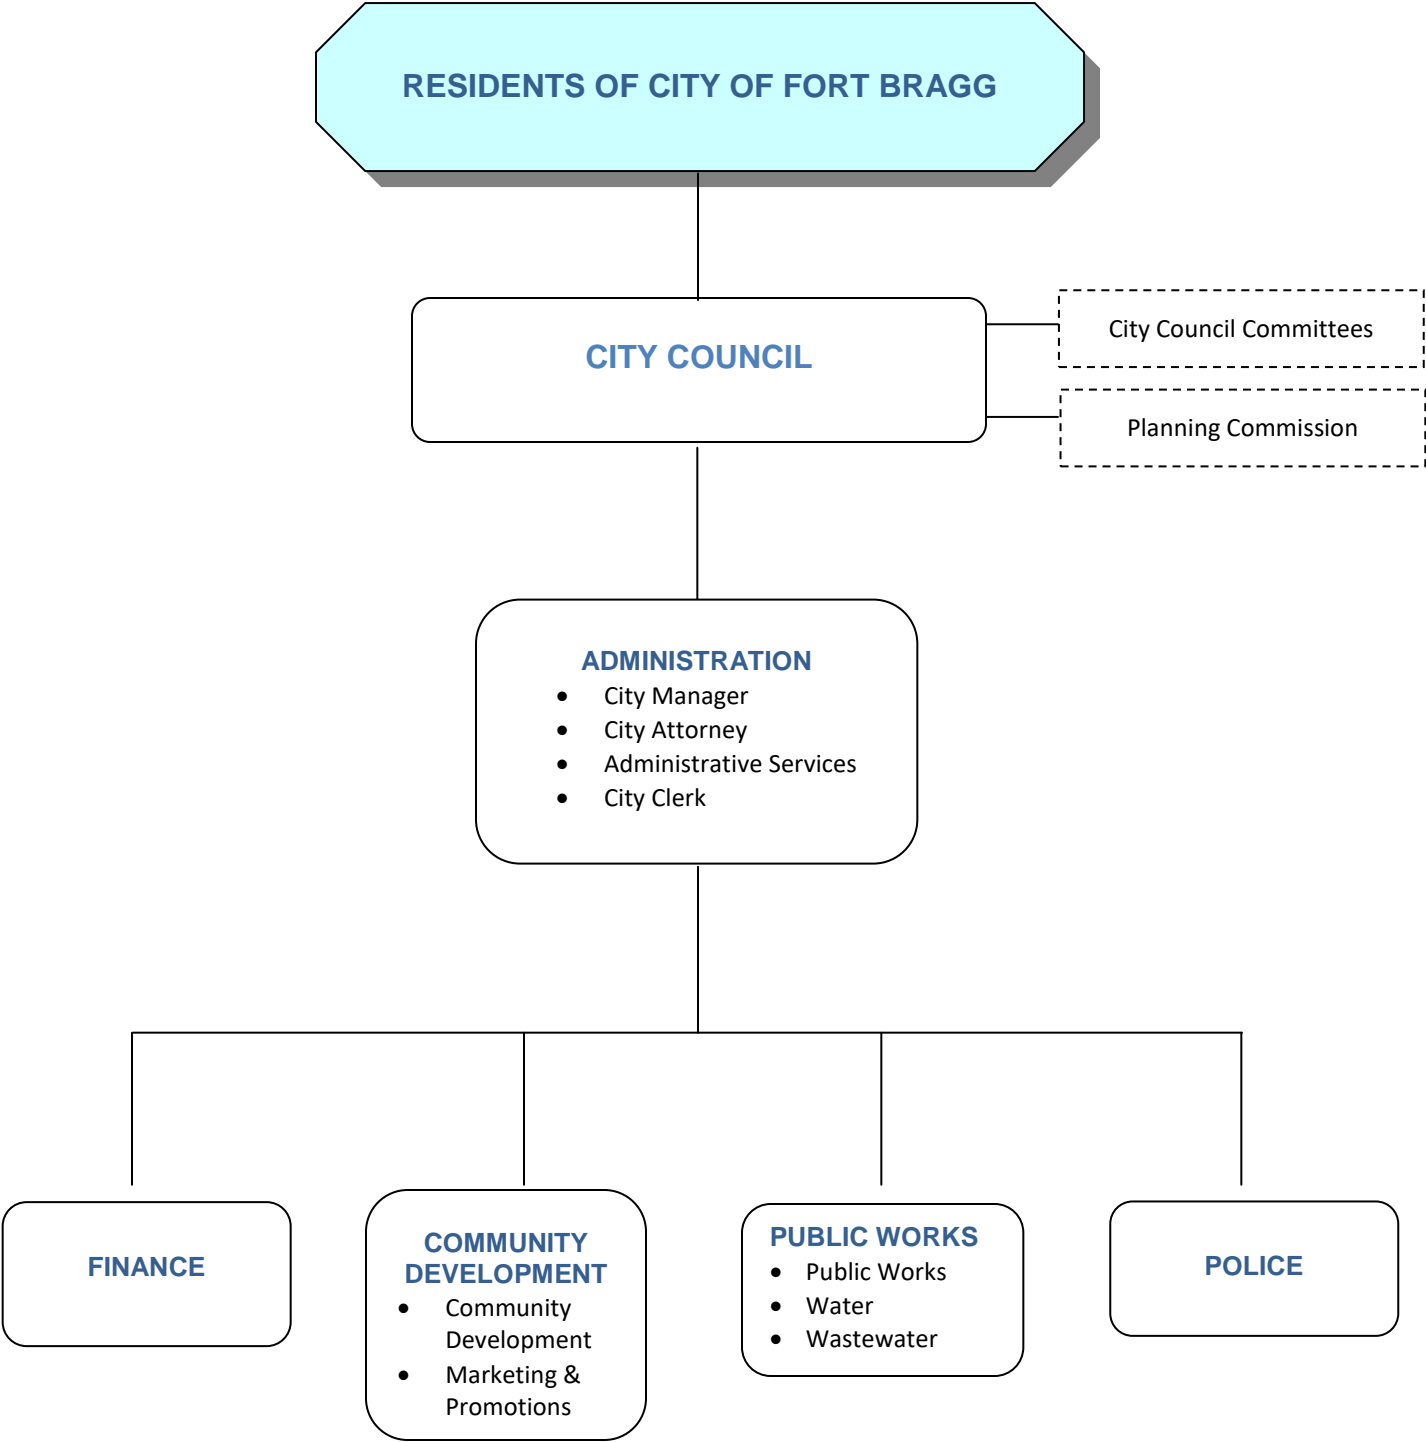 RESIDENTS OF CITY OF FORT BRAGG
CITY COUNCIL
City Council Committees
Planning Commission
ADMINISTRATION
• City Manager
• City Attorney
• Administrative Services
• City Clerk
FINANCE
COMMUNITY
DEVELOPMENT
• Community
Development
• Marketing &
Promotions
PUBLIC WORKS
• Public Works
• Water
• Wastewater
POLICE